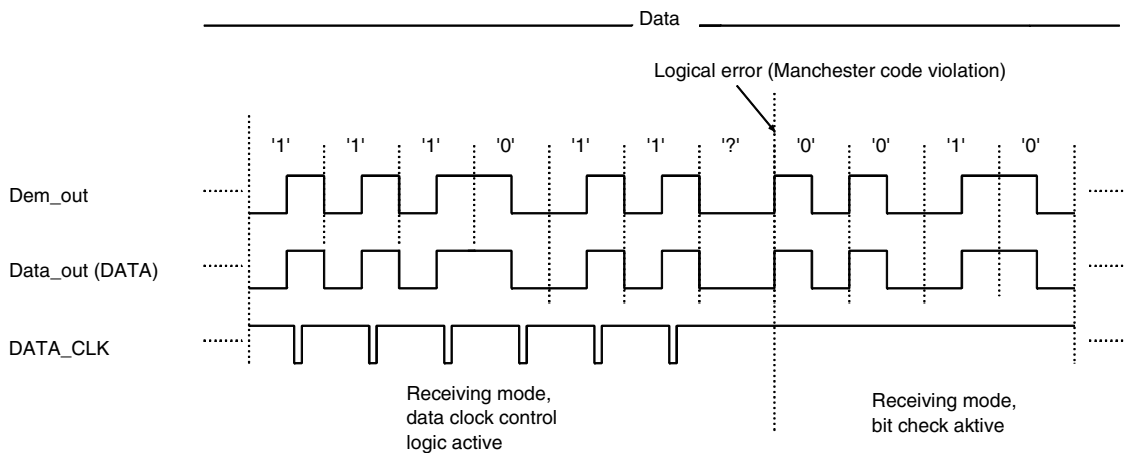 Data
Logical error (Manchester code violation)
'1' '1' '1' '0' '1' '1' '?' '0' '0' '1' '0'
Dem_out
Data_out (DATA)
DATA_CLK
Receiving mode,
data clock control
logic active
Receiving mode,
bit check aktive